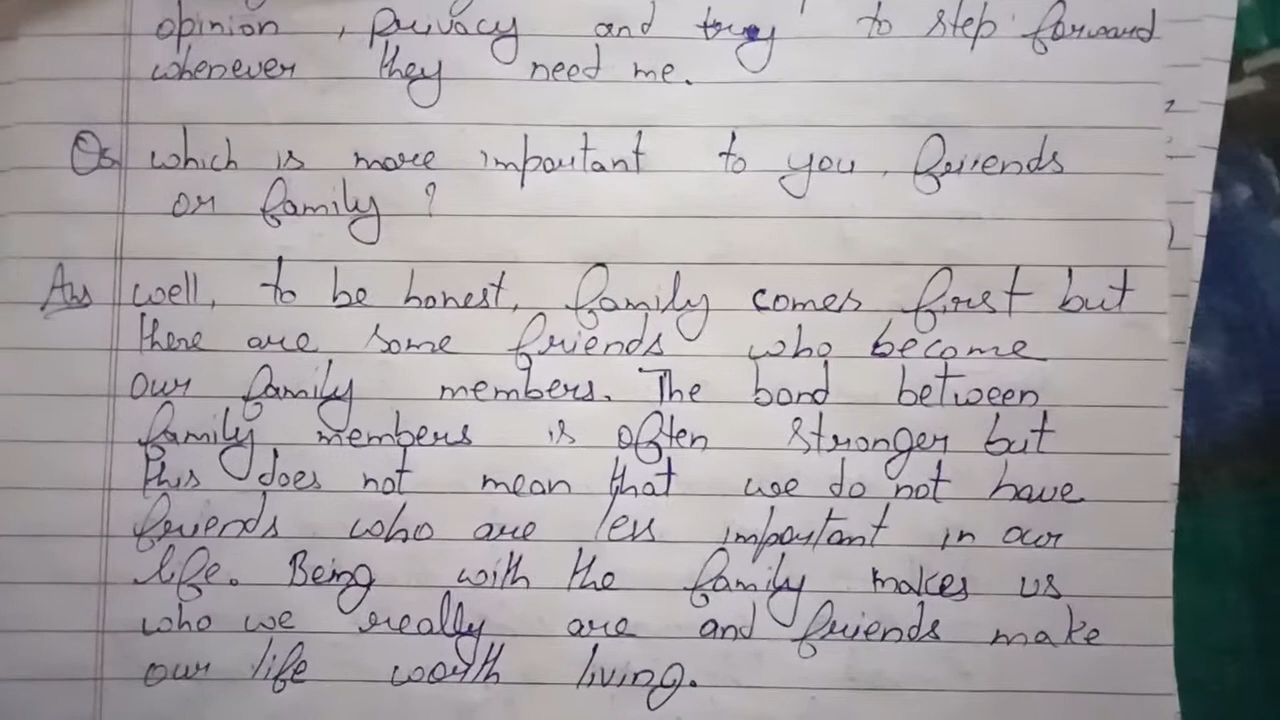 opinion, privacy and try to step forward
whenever they need me.
Qs which is more important to you, friends
or family?
Ans well, to be honest, family comes first but
there are some friends who become
our family members. The bond between
family members is often stronger but
this does not mean that we do not have
friends who are less important in our
life. Being with the family makes us
who we really are and friends make
our life worth living.